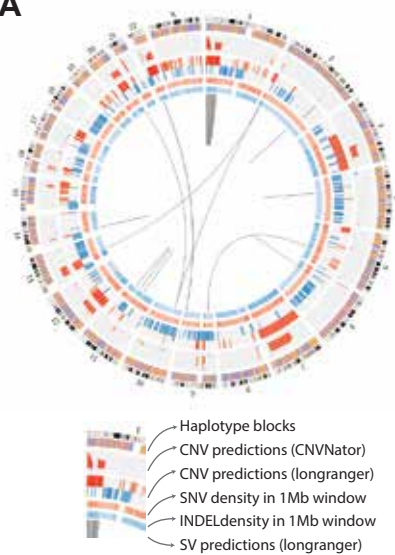 A
Haplotype blocks
CNV predictions (CNVNator)
CNV predictions (longranger)
SNV density in 1Mb window
INDELdensity in 1Mb window
SV predictions (longranger)